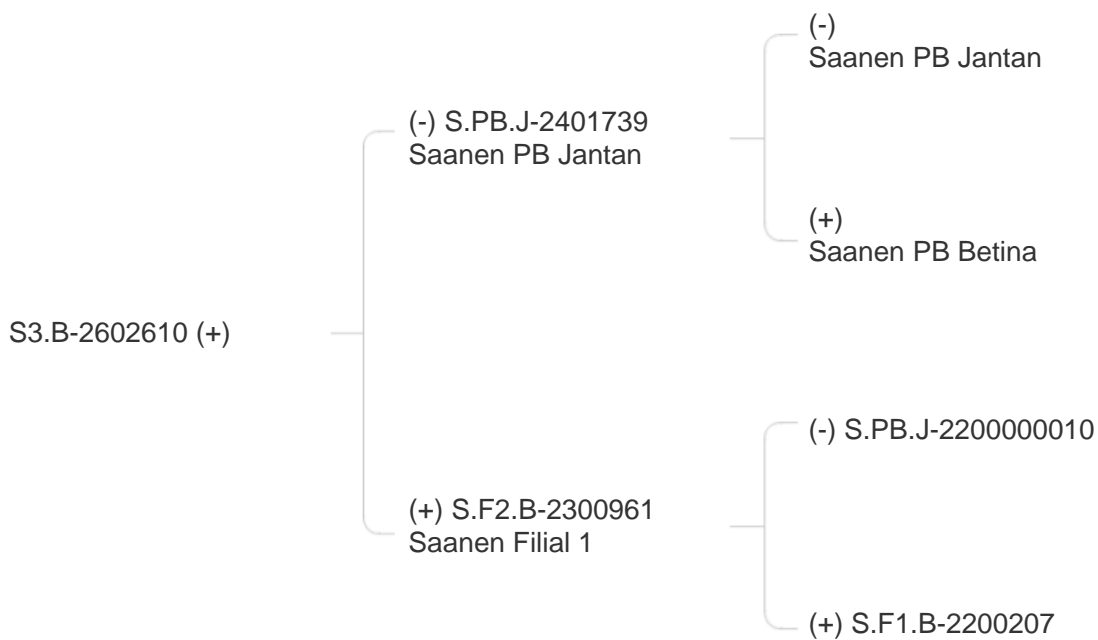 (-)
Saanen PB Jantan
(-) S.PB.J-2401739
Saanen PB Jantan
(+)
Saanen PB Betina
S3.B-2602610 (+)
(-) S.PB.J-2200000010
(+) S.F2.B-2300961
Saanen Filial 1
(+) S.F1.B-2200207